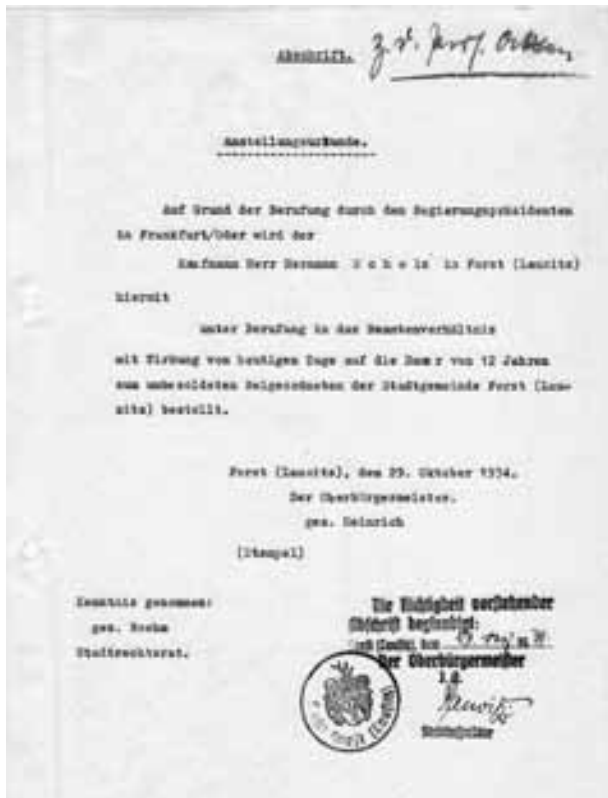 Abschrift. z. d.
Anstellungsurkunde.
Auf Grund der Berufung durch den Regierungspräsidenten
in Frankfurt/Oder wird der
Kaufmann Herr Hermann in Forst (Lausitz)
hiermit
unter Berufung in das Beamtenverhältnis
mit Wirkung vom heutigen Tage auf die Dauer von 12 Jahren
zum unbesoldeten Beigeordneten der Stadtgemeinde Forst (Lau-
sitz) bestellt.
Forst (Lausitz), den 29. Oktober 1934.
Der Oberbürgermeister.
gez. Heinrich
(Stempel)
Kenntnis genommen:
gez.
Die Richtigkeit vorstehender
Abschrift beglaubigt:
Forst (Lausitz), den
Der Oberbürgermeister